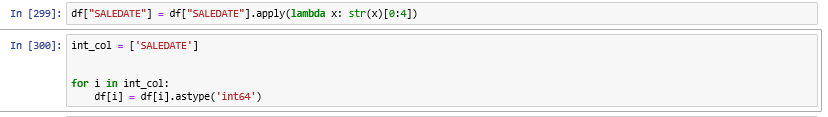 In [299]: df["SALEDATE"] = df["SALEDATE"].apply(lambda x: str(x)[0:4])
In [300]: int_col = ['SALEDATE']
for i in int_col:
    df[i] = df[i].astype('int64')